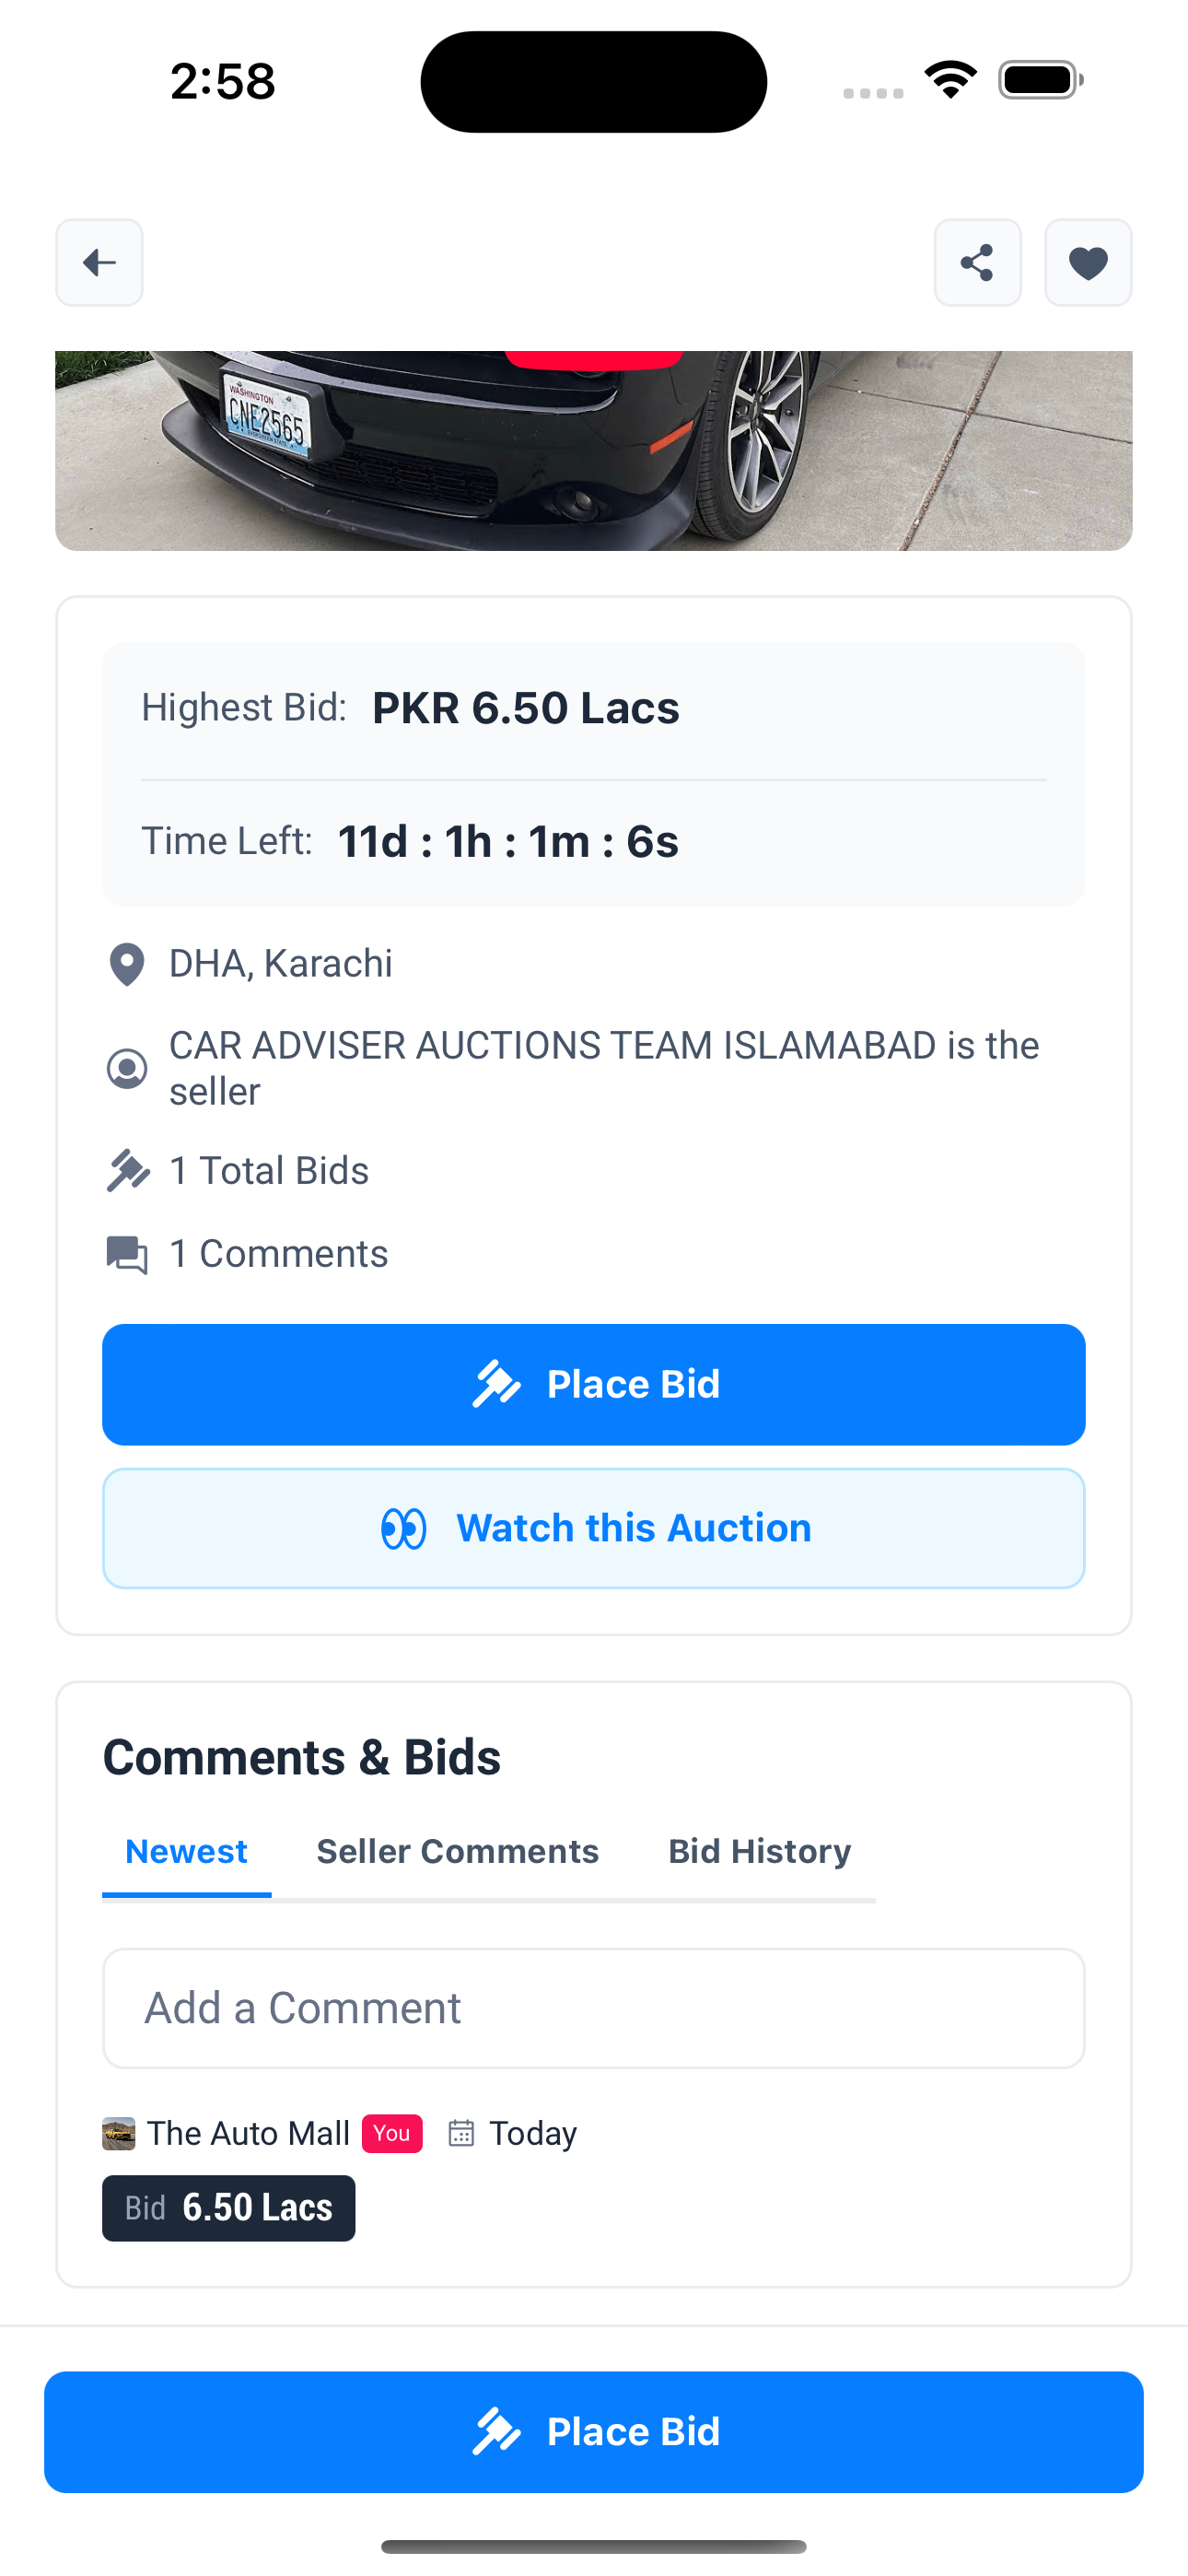 2:58
WASHINGTON
CNE2565
Highest Bid: PKR 6.50 Lacs
Time Left: 11d : 1h : 1m : 6s
DHA, Karachi
CAR ADVISER AUCTIONS TEAM ISLAMABAD is the
seller
1 Total Bids
1 Comments
Place Bid
Watch this Auction
Comments & Bids
Newest Seller Comments Bid History
Add a Comment
The Auto Mall You Today
Bid 6.50 Lacs
Place Bid